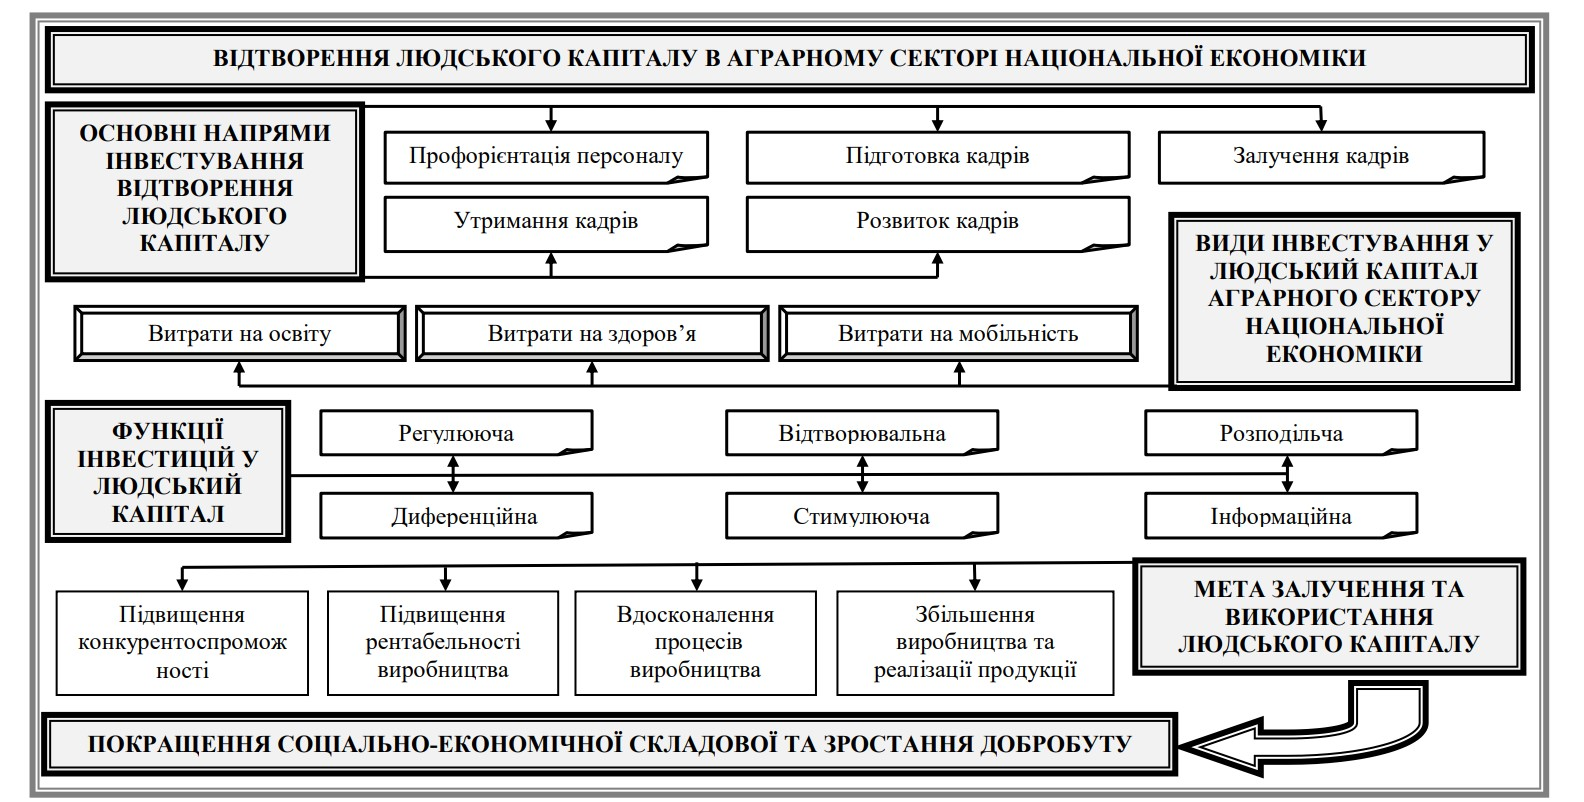 ВІДТВОРЕННЯ ЛЮДСЬКОГО КАПІТАЛУ В АГРАРНОМУ СЕКТОРІ НАЦІОНАЛЬНОЇ ЕКОНОМІКИ
ОСНОВНІ НАПРЯМИ
ІНВЕСТУВАННЯ
ВІДТВОРЕННЯ
ЛЮДСЬКОГО
КАПІТАЛУ
Профорієнтація персоналу
Підготовка кадрів
Залучення кадрів
Утримання кадрів
Розвиток кадрів
ВИДИ ІНВЕСТУВАННЯ У
ЛЮДСЬКИЙ КАПІТАЛ
АГРАРНОГО СЕКТОРУ
НАЦІОНАЛЬНОЇ
ЕКОНОМІКИ
Витрати на освіту
Витрати на здоров’я
Витрати на мобільність
ФУНКЦІЇ
ІНВЕСТИЦІЙ У
ЛЮДСЬКИЙ
КАПІТАЛ
Регулююча
Відтворювальна
Розподільча
Диференційна
Стимулююча
Інформаційна
МЕТА ЗАЛУЧЕННЯ ТА
ВИКОРИСТАННЯ
ЛЮДСЬКОГО КАПІТАЛУ
Підвищення
конкурентоспромож
ності
Підвищення
рентабельності
виробництва
Вдосконалення
процесів
виробництва
Збільшення
виробництва та
реалізації продукції
ПОКРАЩЕННЯ СОЦІАЛЬНО-ЕКОНОМІЧНОЇ СКЛАДОВОЇ ТА ЗРОСТАННЯ ДОБРОБУТУ